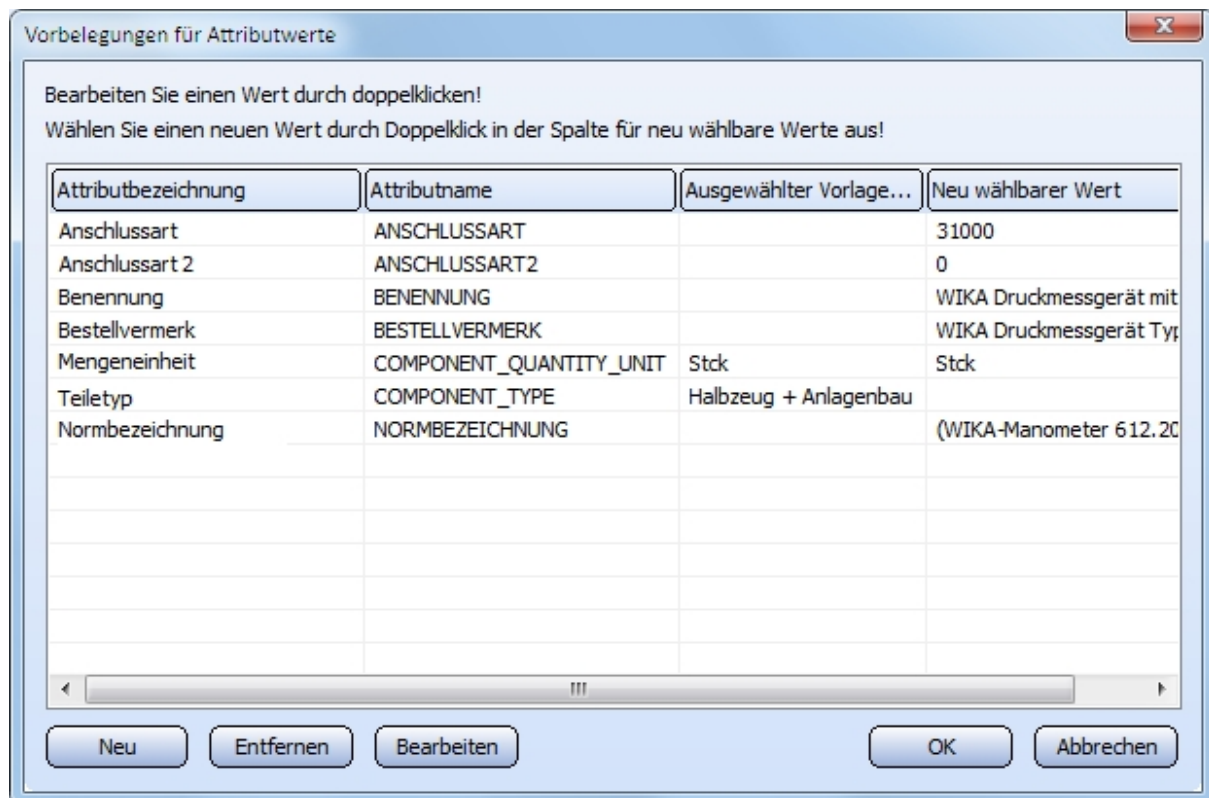 Vorbelegungen für Attributwerte
Bearbeiten Sie einen Wert durch doppelklicken!
Wählen Sie einen neuen Wert durch Doppelklick in der Spalte für neu wählbare Werte aus!
Attributbezeichnung Attributname Ausgewählter Vorlage... Neu wählbarer Wert
Anschlussart ANSCHLUSSART 31000
Anschlussart 2 ANSCHLUSSART2 0
Benennung BENENNUNG WIKA Druckmessgerät mit
Bestellvermerk BESTELLVERMERK WIKA Druckmessgerät Typ
Mengeneinheit COMPONENT_QUANTITY_UNIT Stck Stck
Teiletyp COMPONENT_TYPE Halbzeug + Anlagenbau
Normbezeichnung NORMBEZEICHNUNG (WIKA-Manometer 612.20
Neu Entfernen Bearbeiten OK Abbrechen